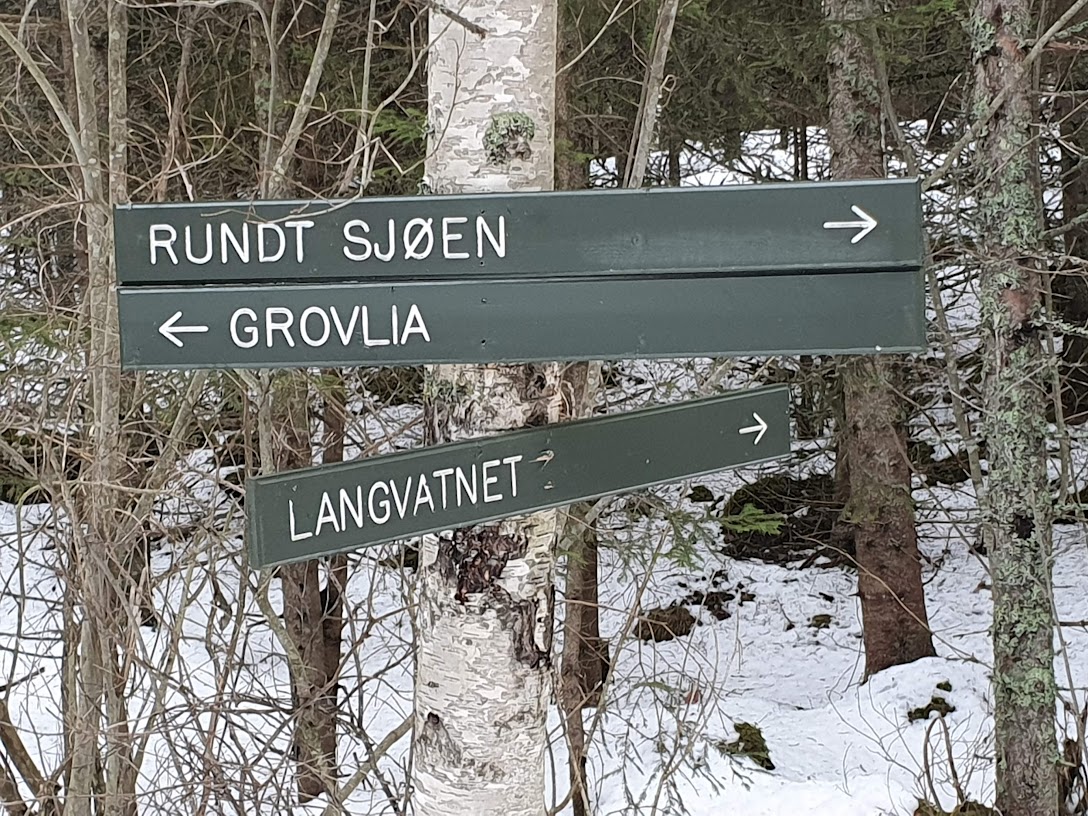 RUNDT SJØEN →
← GROVLIA
LANGVATNET →